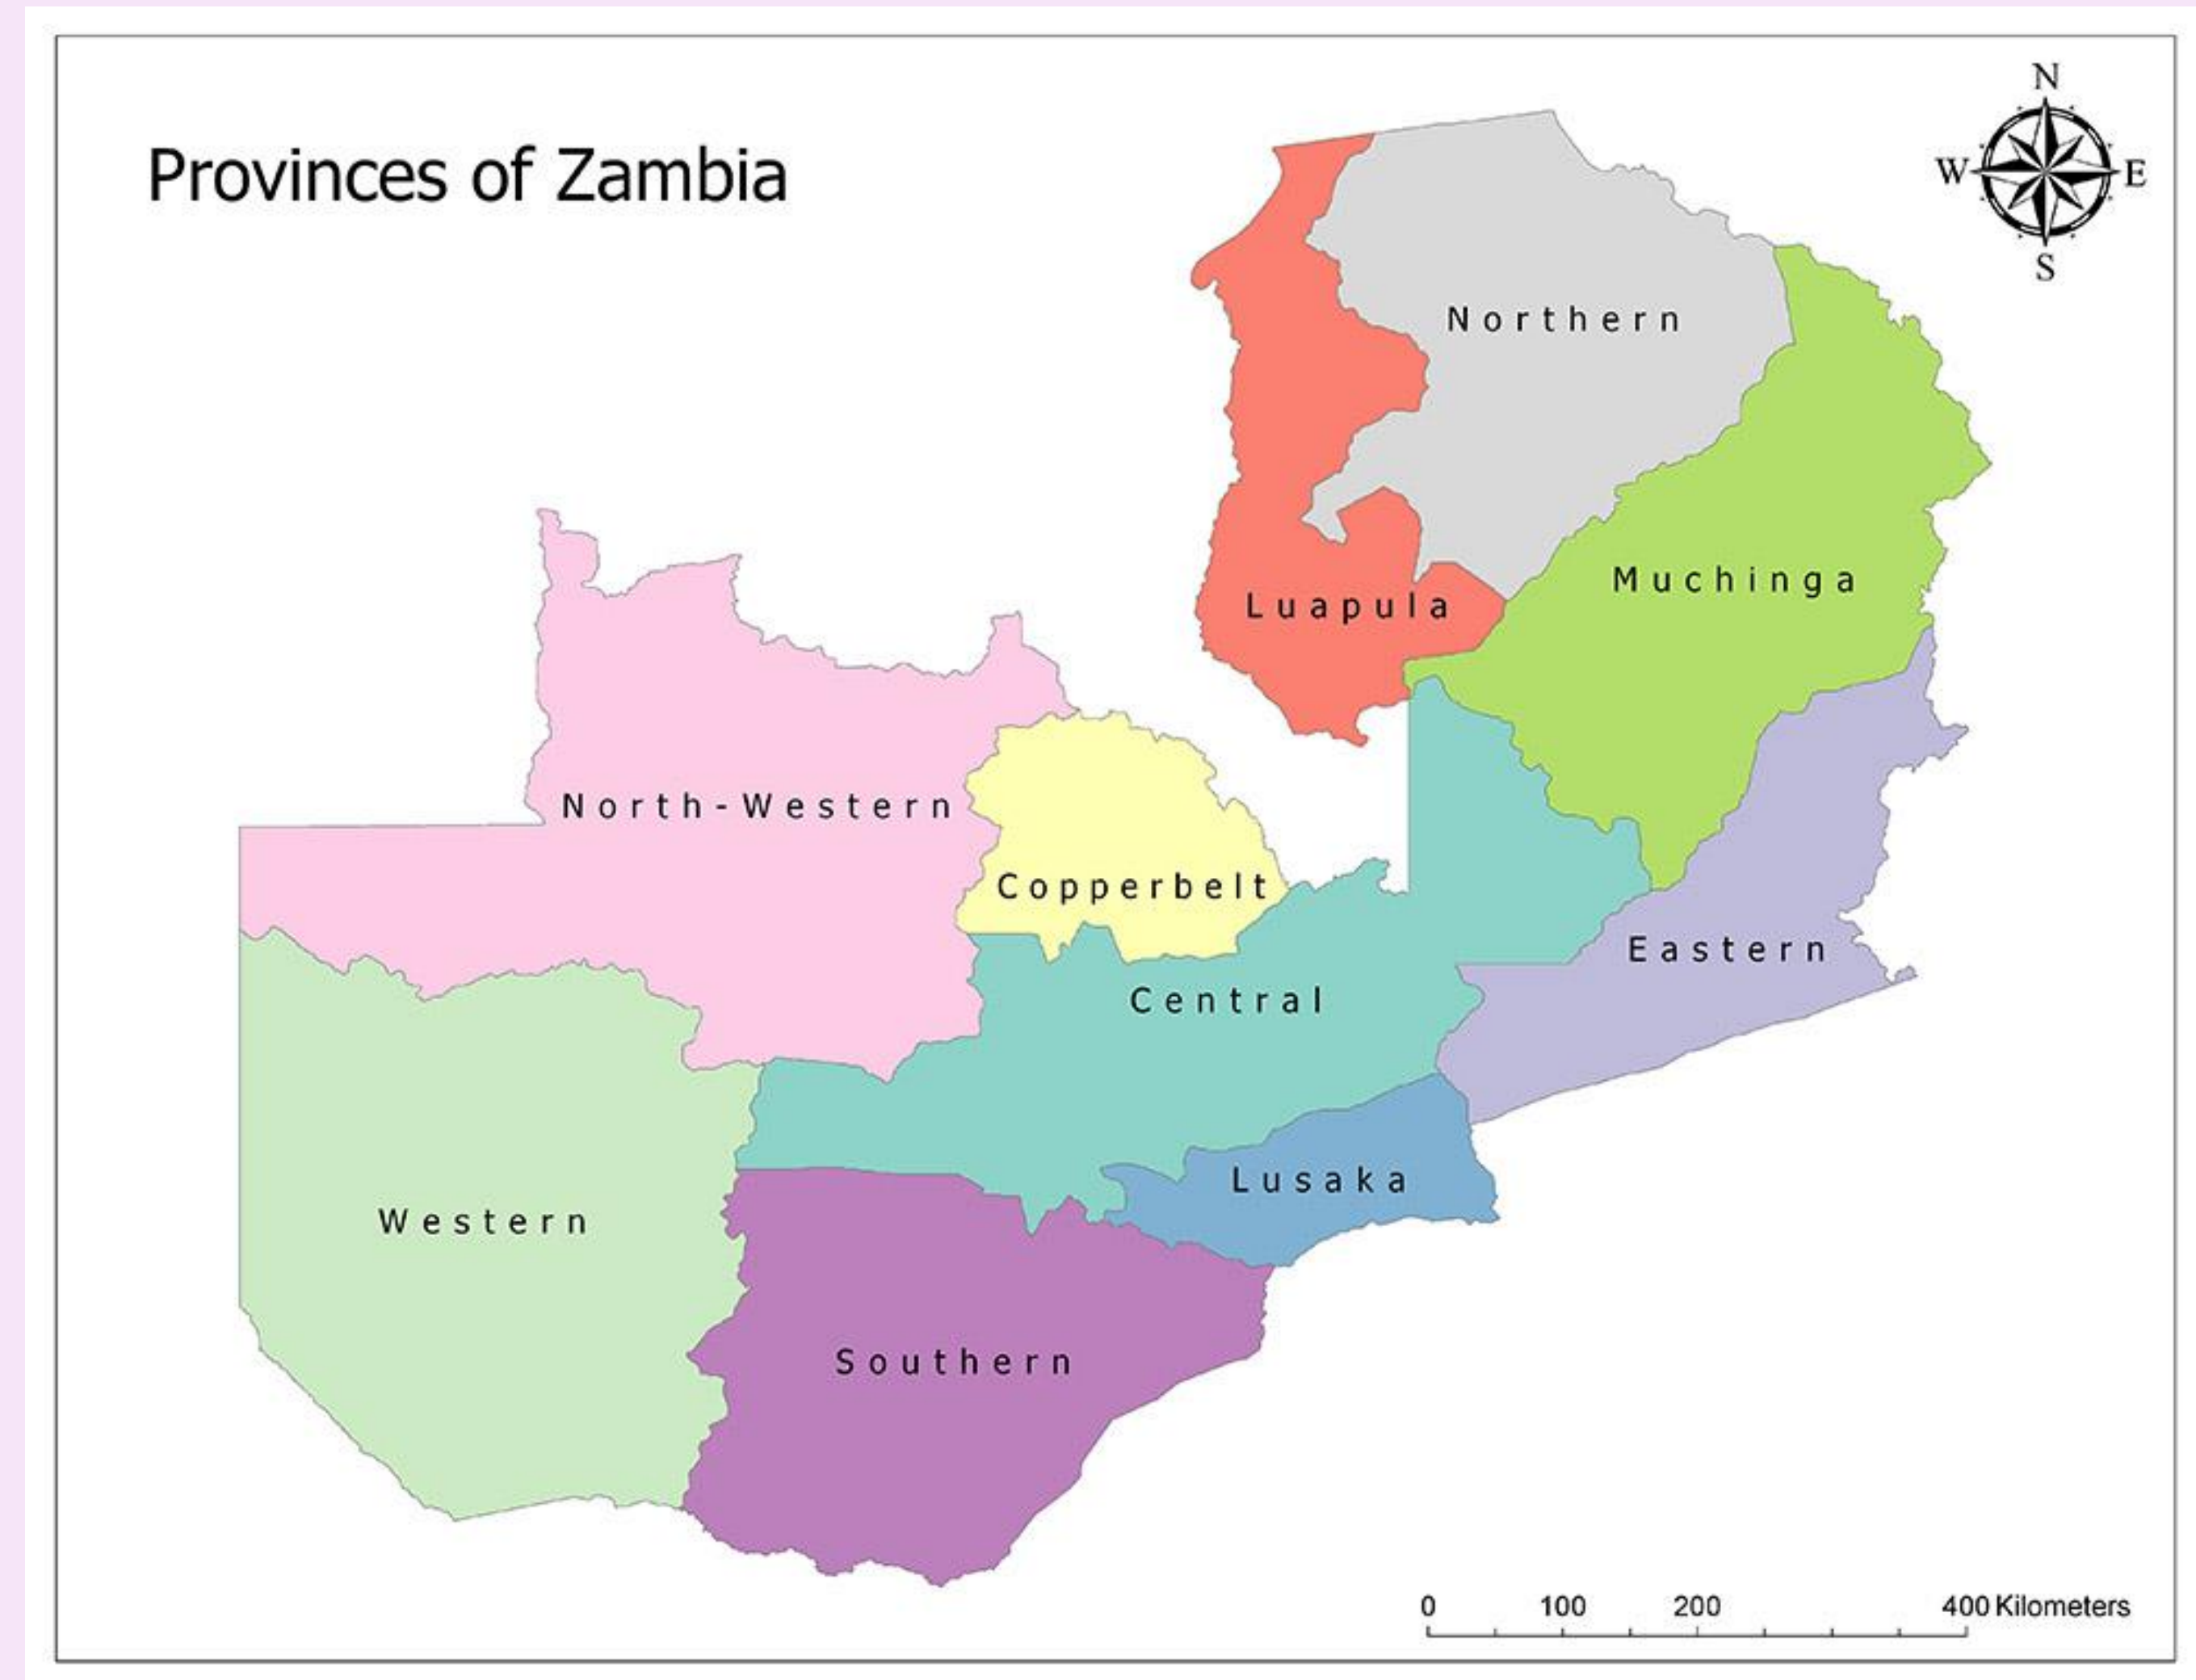 N
Provinces of Zambia
W E
S
Northern
Muchinga
Luapula
North-Western
Copperbelt
Eastern
Central
Lusaka
Western
Southern
0 100 200 400 Kilometers